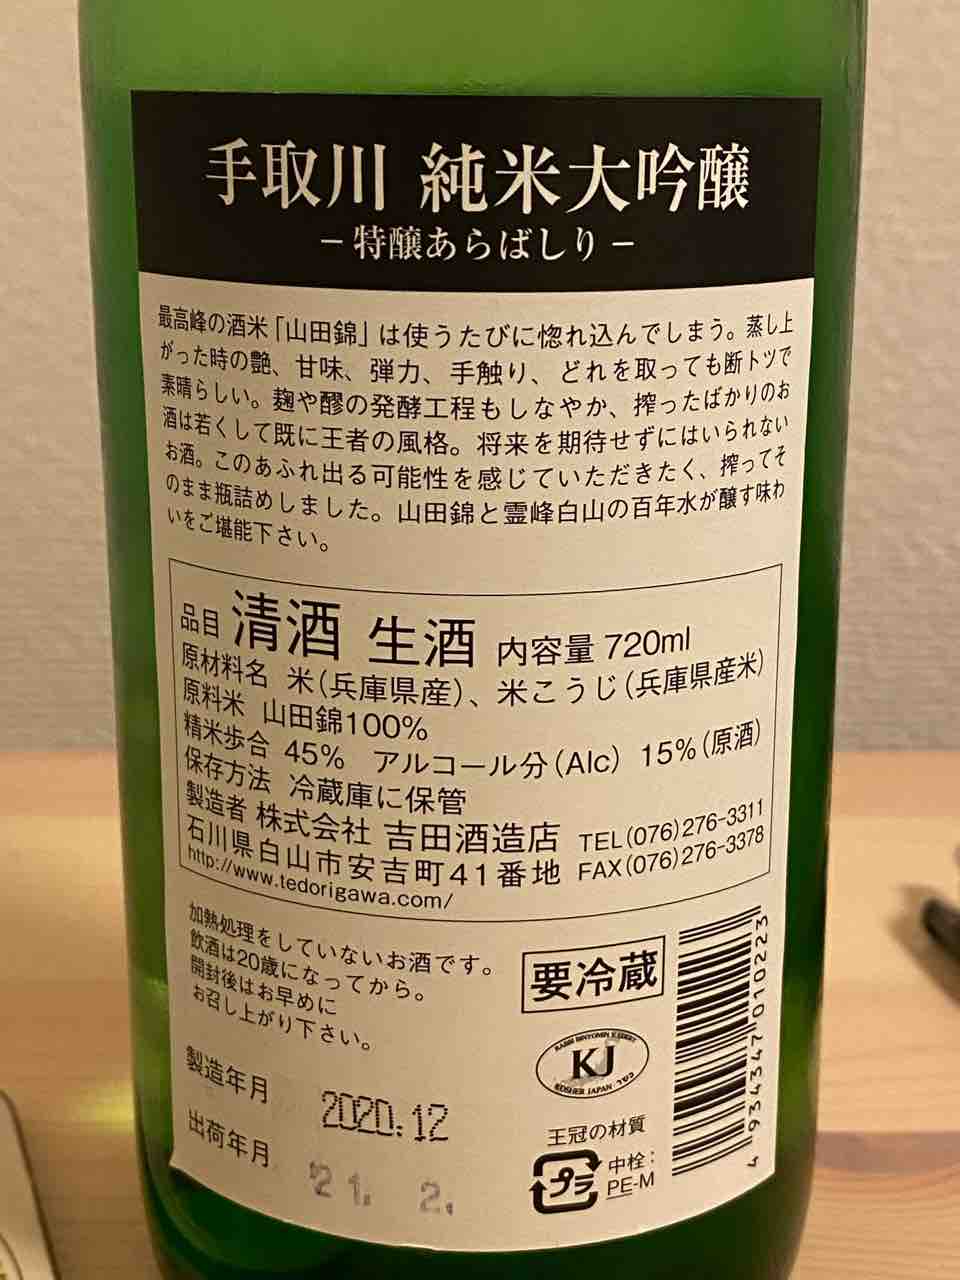 手取川 純米大吟醸
－特醸あらばしり－
最高峰の酒米「山田錦」は使うたびに惚れ込んでしまう。蒸し上
がった時の艶、甘味、弾力、手触り、どれを取っても断トツで
素晴らしい。麹や醪の発酵工程もしなやか、搾ったばかりのお
酒は若くして既に王者の風格。将来を期待せずにはいられない
お酒。このあふれ出る可能性を感じていただきたく、搾ってそ
のまま瓶詰めしました。山田錦と霊峰白山の百年水が醸す味わ
いをご堪能下さい。
品目 清酒 生酒 内容量 720ml
原材料名 米(兵庫県産)、米こうじ(兵庫県産米)
原料米 山田錦100%
精米歩合 45% アルコール分(Alc) 15%(原酒)
保存方法 冷蔵庫に保管
製造者 株式会社 吉田酒造店 TEL(076)276-3311
石川県白山市安吉町41番地 FAX(076)276-3378
http://www.tedorigawa.com/
加熱処理をしていないお酒です。
飲酒は20歳になってから。
開封後はお早めに
お召し上がり下さい。
要冷蔵
KJ
KOSHER JAPAN
製造年月 2020.12
出荷年月 21. 2.
王冠の材質
プラ
中栓:
PE-M
4934347010223